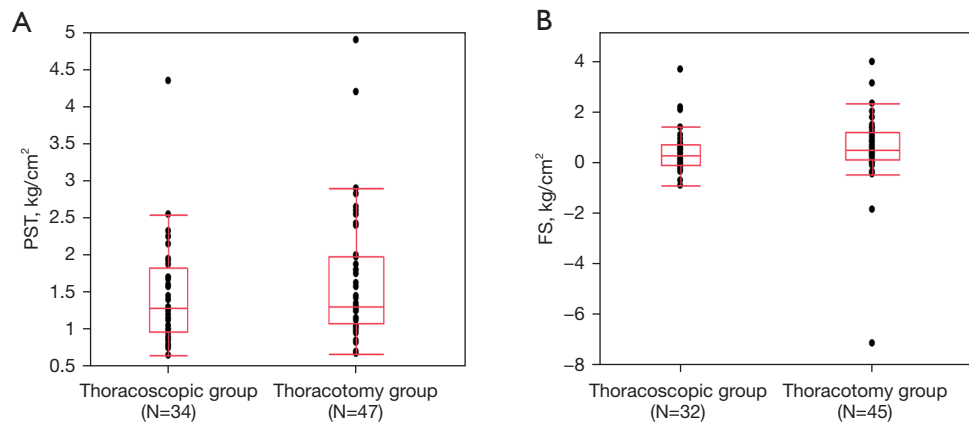 A
PST, kg/cm²
5
4.5
4
3.5
3
2.5
2
1.5
1
0.5
Thoracoscopic group
(N=34)
Thoracotomy group
(N=47)
B
FS, kg/cm²
4
2
0
−2
−4
−6
−8
Thoracoscopic group
(N=32)
Thoracotomy group
(N=45)